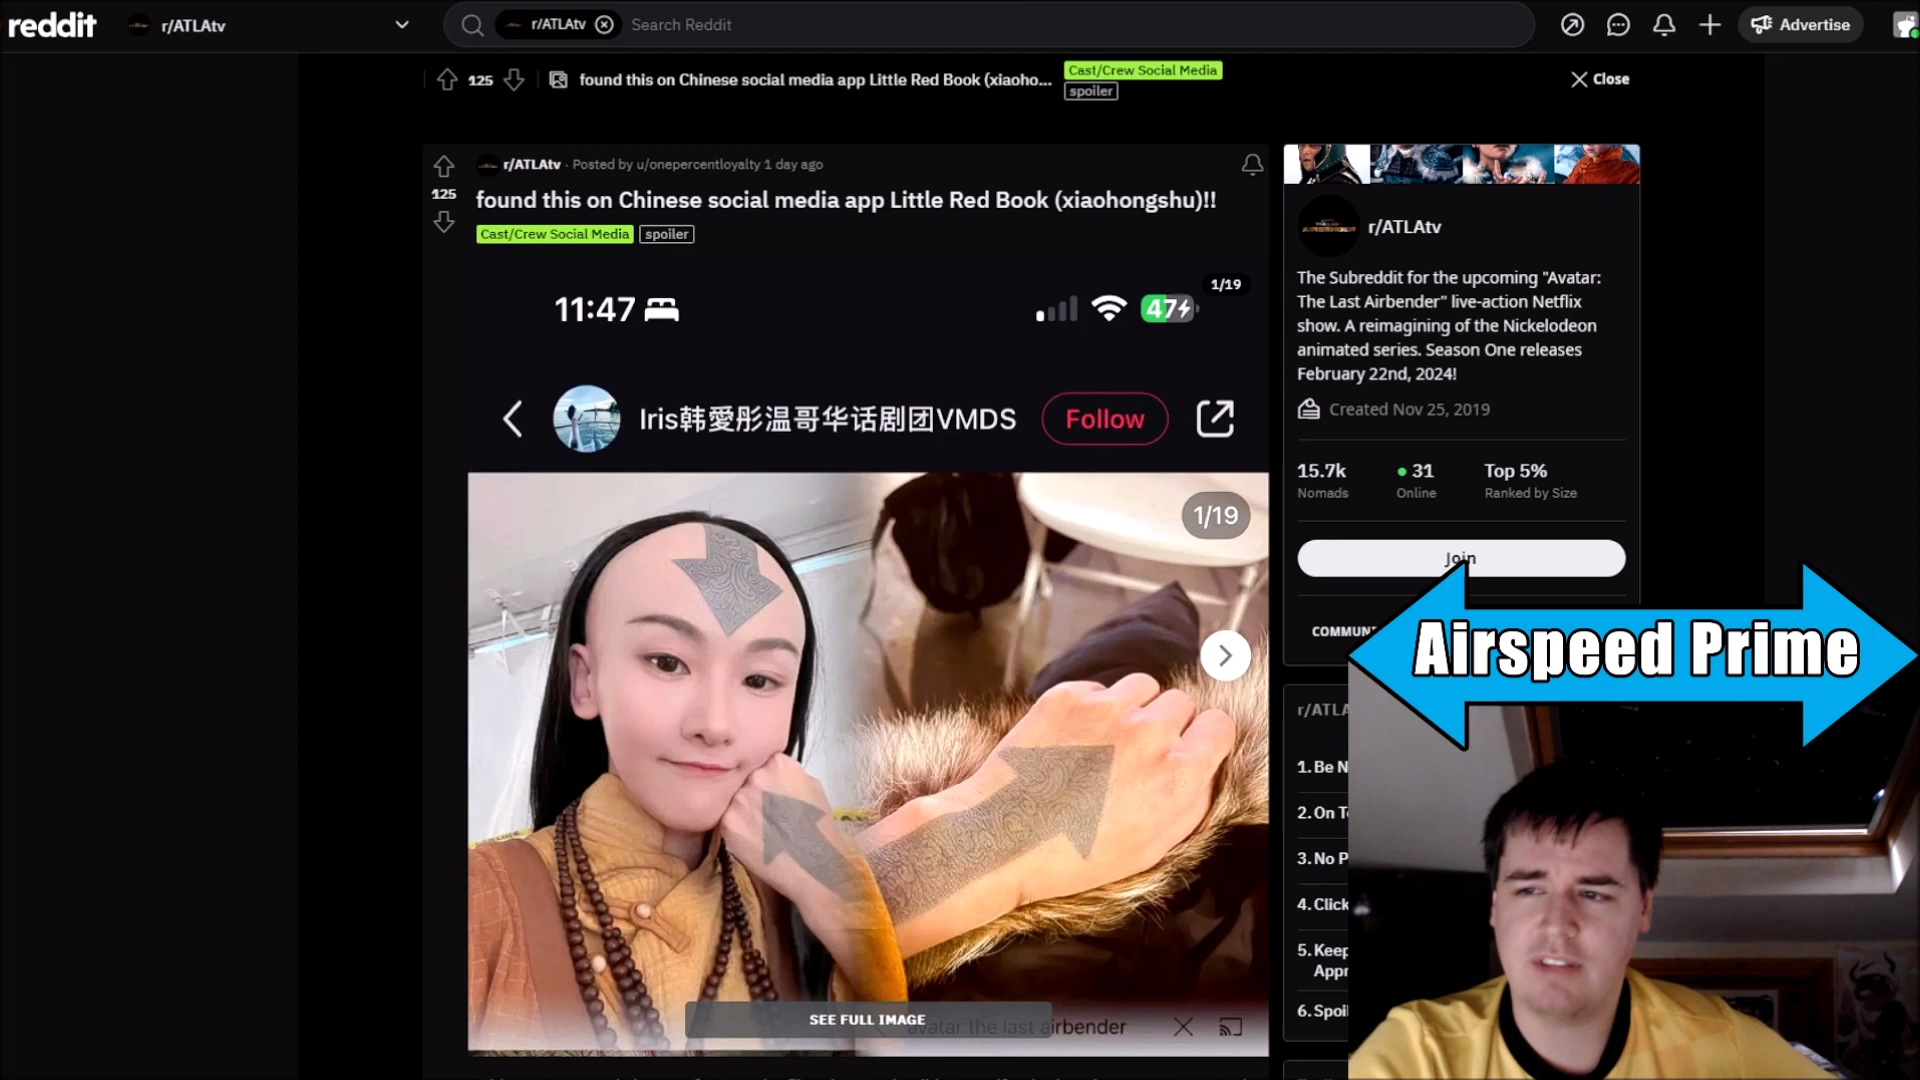 reddit
r/ATLAtv
r/ATLAtv
Search Reddit
Advertise
125
found this on Chinese social media app Little Red Book (xiaoho...
Cast/Crew Social Media
spoiler
Close
r/ATLAtv · Posted by u/onepercentloyalty 1 day ago
125
found this on Chinese social media app Little Red Book (xiaohongshu)!!
Cast/Crew Social Media
spoiler
1/19
11:47
47
Iris韩愛彤温哥华话剧团VMDS
Follow
1/19
SEE FULL IMAGE
avatar the last airbender
r/ATLAtv
The Subreddit for the upcoming "Avatar:
The Last Airbender" live-action Netflix
show. A reimagining of the Nickelodeon
animated series. Season One releases
February 22nd, 2024!
Created Nov 25, 2019
15.7k
31
Top 5%
Nomads
Online
Ranked by Size
Join
COMMUN
Airspeed Prime
r/ATLA
1. Be N
2. On T
3. No P
4. Click
5. Keep
Appr
6. Spoil